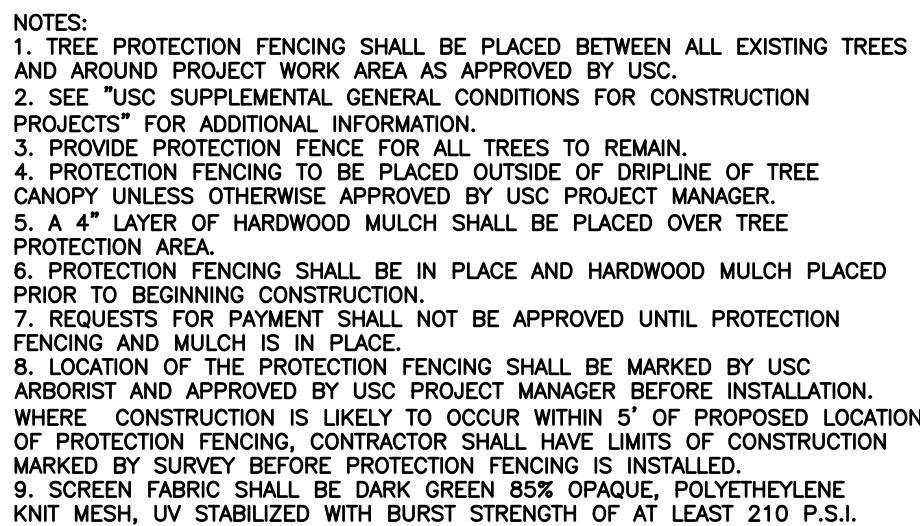 NOTES:
1. TREE PROTECTION FENCING SHALL BE PLACED BETWEEN ALL EXISTING TREES
AND AROUND PROJECT WORK AREA AS APPROVED BY USC.
2. SEE "USC SUPPLEMENTAL GENERAL CONDITIONS FOR CONSTRUCTION
PROJECTS" FOR ADDITIONAL INFORMATION.
3. PROVIDE PROTECTION FENCE FOR ALL TREES TO REMAIN.
4. PROTECTION FENCING TO BE PLACED OUTSIDE OF DRIPLINE OF TREE
CANOPY UNLESS OTHERWISE APPROVED BY USC PROJECT MANAGER.
5. A 4" LAYER OF HARDWOOD MULCH SHALL BE PLACED OVER TREE
PROTECTION AREA.
6. PROTECTION FENCING SHALL BE IN PLACE AND HARDWOOD MULCH PLACED
PRIOR TO BEGINNING CONSTRUCTION.
7. REQUESTS FOR PAYMENT SHALL NOT BE APPROVED UNTIL PROTECTION
FENCING AND MULCH IS IN PLACE.
8. LOCATION OF THE PROTECTION FENCING SHALL BE MARKED BY USC
ARBORIST AND APPROVED BY USC PROJECT MANAGER BEFORE INSTALLATION.
WHERE CONSTRUCTION IS LIKELY TO OCCUR WITHIN 5' OF PROPOSED LOCATION
OF PROTECTION FENCING, CONTRACTOR SHALL HAVE LIMITS OF CONSTRUCTION
MARKED BY SURVEY BEFORE PROTECTION FENCING IS INSTALLED.
9. SCREEN FABRIC SHALL BE DARK GREEN 85% OPAQUE, POLYETHEYLENE
KNIT MESH, UV STABILIZED WITH BURST STRENGTH OF AT LEAST 210 P.S.I.